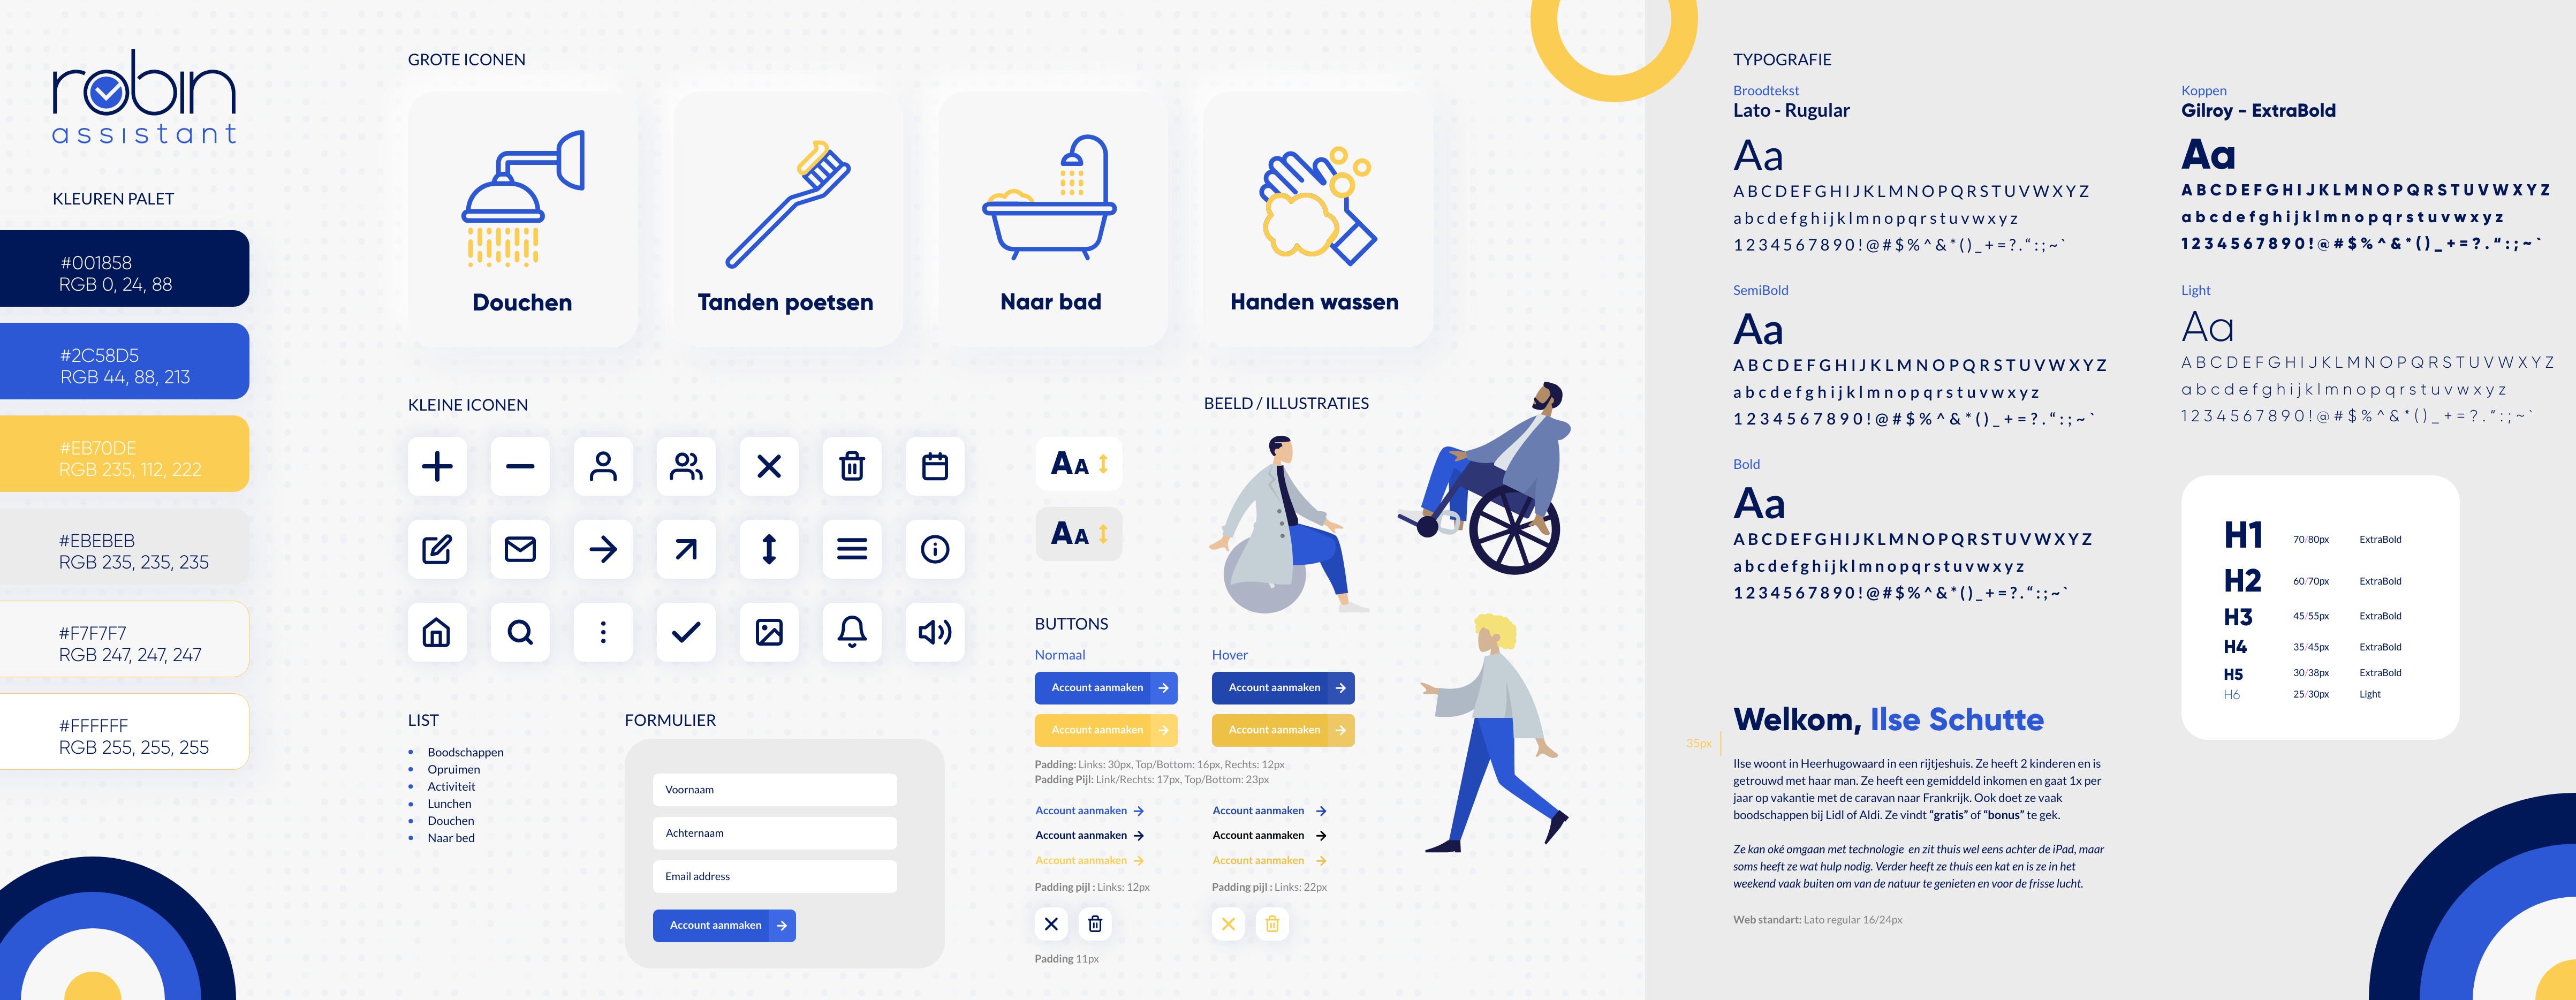 robin
assistant
KLEUREN PALET
#001858
RGB 0, 24, 88
#2C58D5
RGB 44, 88, 213
#EB70DE
RGB 235, 112, 222
#EBEBEB
RGB 235, 235, 235
#F7F7F7
RGB 247, 247, 247
#FFFFFF
RGB 255, 255, 255
GROTE ICONEN
Douchen
Tanden poetsen
Naar bad
Handen wassen
KLEINE ICONEN
AA
AA
BEELD / ILLUSTRATIES
LIST
• Boodschappen
• Opruimen
• Activiteit
• Lunchen
• Douchen
• Naar bed
FORMULIER
Voornaam
Achternaam
Email address
Account aanmaken
BUTTONS
Normaal
Hover
Account aanmaken
Account aanmaken
Account aanmaken
Account aanmaken
Padding: Links: 30px, Top/Bottom: 16px, Rechts: 12px
Padding Pijl: Link/Rechts: 17px, Top/Bottom: 23px
Account aanmaken
Account aanmaken
Account aanmaken
Account aanmaken
Account aanmaken
Account aanmaken
Padding pijl : Links: 12px
Padding pijl : Links: 22px
Padding 11px
TYPOGRAFIE
Broodtekst
Lato - Rugular
Aa
ABCDEFGHIJKLMNOPQRSTUVWXYZ
abcdefghijklmnopqrstuvwxyz
1234567890!@#$%^&*()_+=?.“:;~`
SemiBold
Aa
ABCDEFGHIJKLMNOPQRSTUVWXYZ
abcdefghijklmnopqrstuvwxyz
1234567890!@#$%^&*()_+=?.“:;~`
Bold
Aa
ABCDEFGHIJKLMNOPQRSTUVWXYZ
abcdefghijklmnopqrstuvwxyz
1234567890!@#$%^&*()_+=?.“:;~`
Koppen
Gilroy - ExtraBold
Aa
ABCDEFGHIJKLMNOPQRSTUVWXYZ
abcdefghijklmnopqrstuvwxyz
1234567890!@#$%^&*()_+=?.“:;~`
Light
Aa
ABCDEFGHIJKLMNOPQRSTUVWXYZ
abcdefghijklmnopqrstuvwxyz
1234567890!@#$%^&*()_+=?.“:;~`
H1 70/80px ExtraBold
H2 60/70px ExtraBold
H3 45/55px ExtraBold
H4 35/45px ExtraBold
H5 30/38px ExtraBold
H6 25/30px Light
Welkom, Ilse Schutte
35px
Ilse woont in Heerhugowaard in een rijtjeshuis. Ze heeft 2 kinderen en is
getrouwd met haar man. Ze heeft een gemiddeld inkomen en gaat 1x per
jaar op vakantie met de caravan naar Frankrijk. Ook doet ze vaak
boodschappen bij Lidl of Aldi. Ze vindt “gratis” of “bonus” te gek.
Ze kan oké omgaan met technologie en zit thuis wel eens achter de iPad, maar
soms heeft ze wat hulp nodig. Verder heeft ze thuis een kat en is ze in het
weekend vaak buiten om van de natuur te genieten en voor de frisse lucht.
Web standart: Lato regular 16/24px